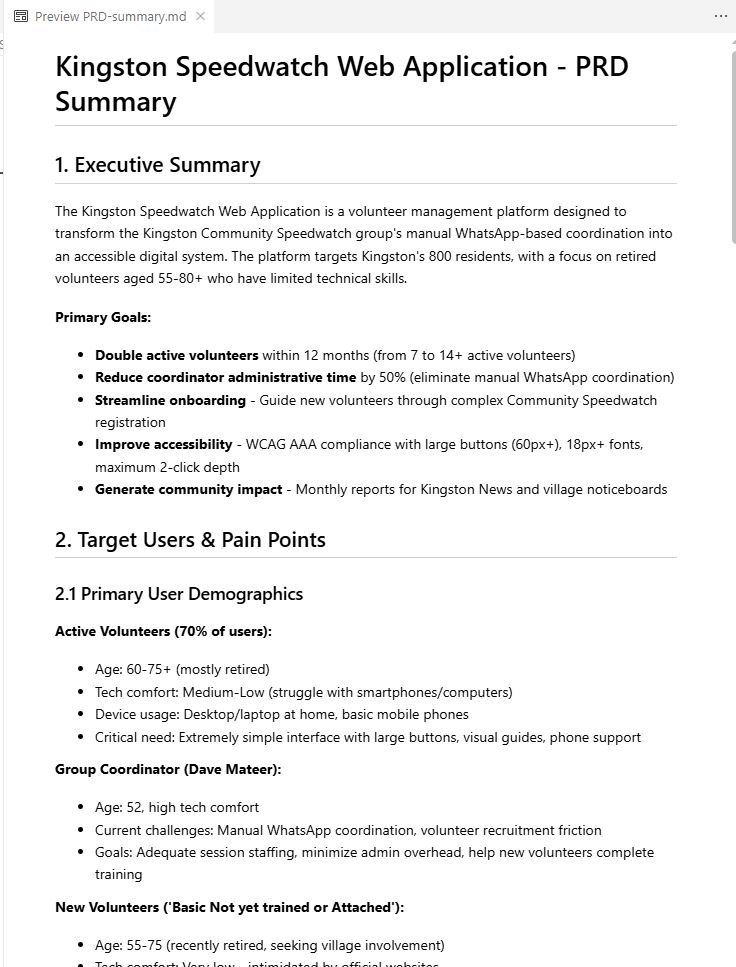 Preview PRD-summary.md
Kingston Speedwatch Web Application - PRD
Summary
1. Executive Summary
The Kingston Speedwatch Web Application is a volunteer management platform designed to
transform the Kingston Community Speedwatch group's manual WhatsApp-based coordination into
an accessible digital system. The platform targets Kingston's 800 residents, with a focus on retired
volunteers aged 55-80+ who have limited technical skills.
Primary Goals:
• Double active volunteers within 12 months (from 7 to 14+ active volunteers)
• Reduce coordinator administrative time by 50% (eliminate manual WhatsApp coordination)
• Streamline onboarding - Guide new volunteers through complex Community Speedwatch
registration
• Improve accessibility - WCAG AAA compliance with large buttons (60px+), 18px+ fonts,
maximum 2-click depth
• Generate community impact - Monthly reports for Kingston News and village noticeboards
2. Target Users & Pain Points
2.1 Primary User Demographics
Active Volunteers (70% of users):
• Age: 60-75+ (mostly retired)
• Tech comfort: Medium-Low (struggle with smartphones/computers)
• Device usage: Desktop/laptop at home, basic mobile phones
• Critical need: Extremely simple interface with large buttons, visual guides, phone support
Group Coordinator (Dave Mateer):
• Age: 52, high tech comfort
• Current challenges: Manual WhatsApp coordination, volunteer recruitment friction
• Goals: Adequate session staffing, minimize admin overhead, help new volunteers complete
training
New Volunteers ('Basic Not yet trained or Attached'):
• Age: 55-75 (recently retired, seeking village involvement)
• Tech comfort: Very low - intimidated by official websites